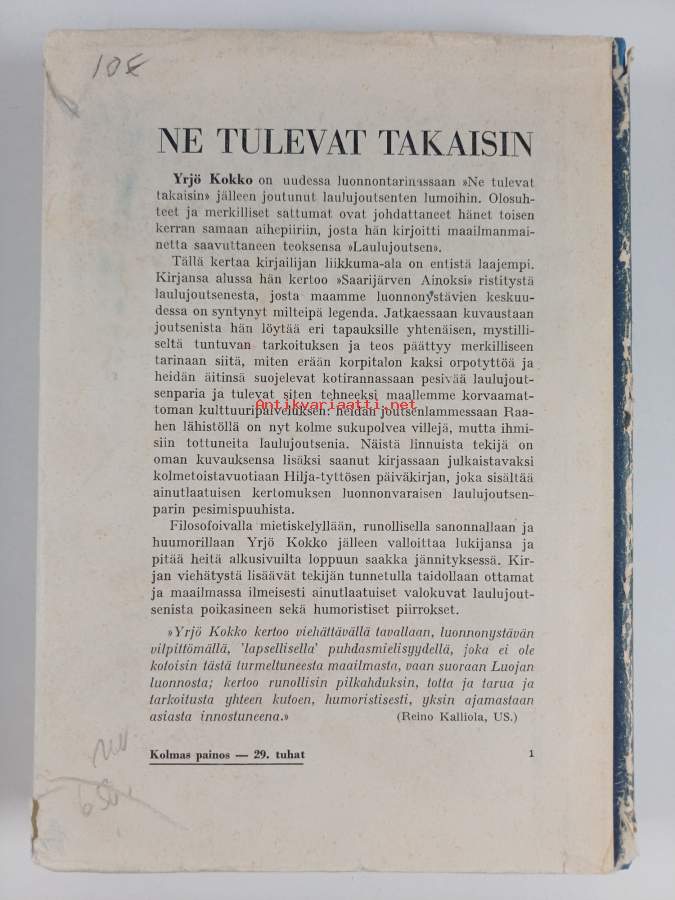 10€
NE TULEVAT TAKAISIN
Yrjö Kokko on uudessa luonnontarinassaan »Ne tulevat
takaisin» jälleen joutunut laulujoutsenten lumoihin. Olosuh-
teet ja merkilliset sattumat ovat johdattaneet hänet toisen
kerran samaan aihepiiriin, josta hän kirjoitti maailmanmai-
netta saavuttaneen teoksensa »Laulujoutsen».
Tällä kertaa kirjailijan liikkuma-ala on entistä laajempi.
Kirjansa alussa hän kertoo »Saarijärven Ainoksi» ristitystä
laulujoutsenesta, josta maamme luonnonystävien keskuu-
dessa on syntynyt milteipä legenda. Jatkaessaan kuvaustaan
joutsenista hän löytää eri tapauksille yhtenäisen, mystilli-
seltä tuntuvan tarkoituksen ja teos päättyy merkilliseen
tarinaan siitä, miten erään korpitalon kaksi orpotyttöä ja
heidän äitinsä suojelevat kotirannassaan pesivää laulujout-
senparia ja tulevat siten tehneeksi maallemme korvaamat-
toman kulttuuripalveluksen: heidän joutsenlammessaan Raa-
hen lähistöllä on nyt kolme sukupolvea villejä, mutta ihmi-
siin tottuneita laulujoutsenia. Näistä linnuista tekijä on
oman kuvauksensa lisäksi saanut kirjassaan julkaistavaksi
kolmetoistavuotiaan Hilja-tyttösen päiväkirjan, joka sisältää
ainutlaatuisen kertomuksen luonnonvaraisen laulujoutsen-
parin pesimispuuhista.
Filosofoivalla mietiskelyllään, runollisella sanonnallaan ja
huumorillaan Yrjö Kokko jälleen valloittaa lukijansa ja
pitää heitä alkusivuilta loppuun saakka jännityksessä. Kir-
jan viehätystä lisäävät tekijän tunnetulla taidollaan ottamat
ja maailmassa ilmeisesti ainutlaatuiset valokuvat laulujout-
senista poikasineen sekä humoristiset piirrokset.
»Yrjö Kokko kertoo viehättävällä tavallaan, luonnonystävän
vilpittömällä, 'lapsellisella' puhdasmielisyydellä, joka ei ole
kotoisin tästä turmeltuneesta maailmasta, vaan suoraan Luojan
luonnosta; kertoo runollisin pilkahduksin, totta ja tarua ja
tarkoitusta yhteen kutoen, humoristisesti, yksin ajamastaan
asiasta innostuneena.» (Reino Kalliola, US.)
Kolmas painos — 29. tuhat 1
Antikvariaatti.net